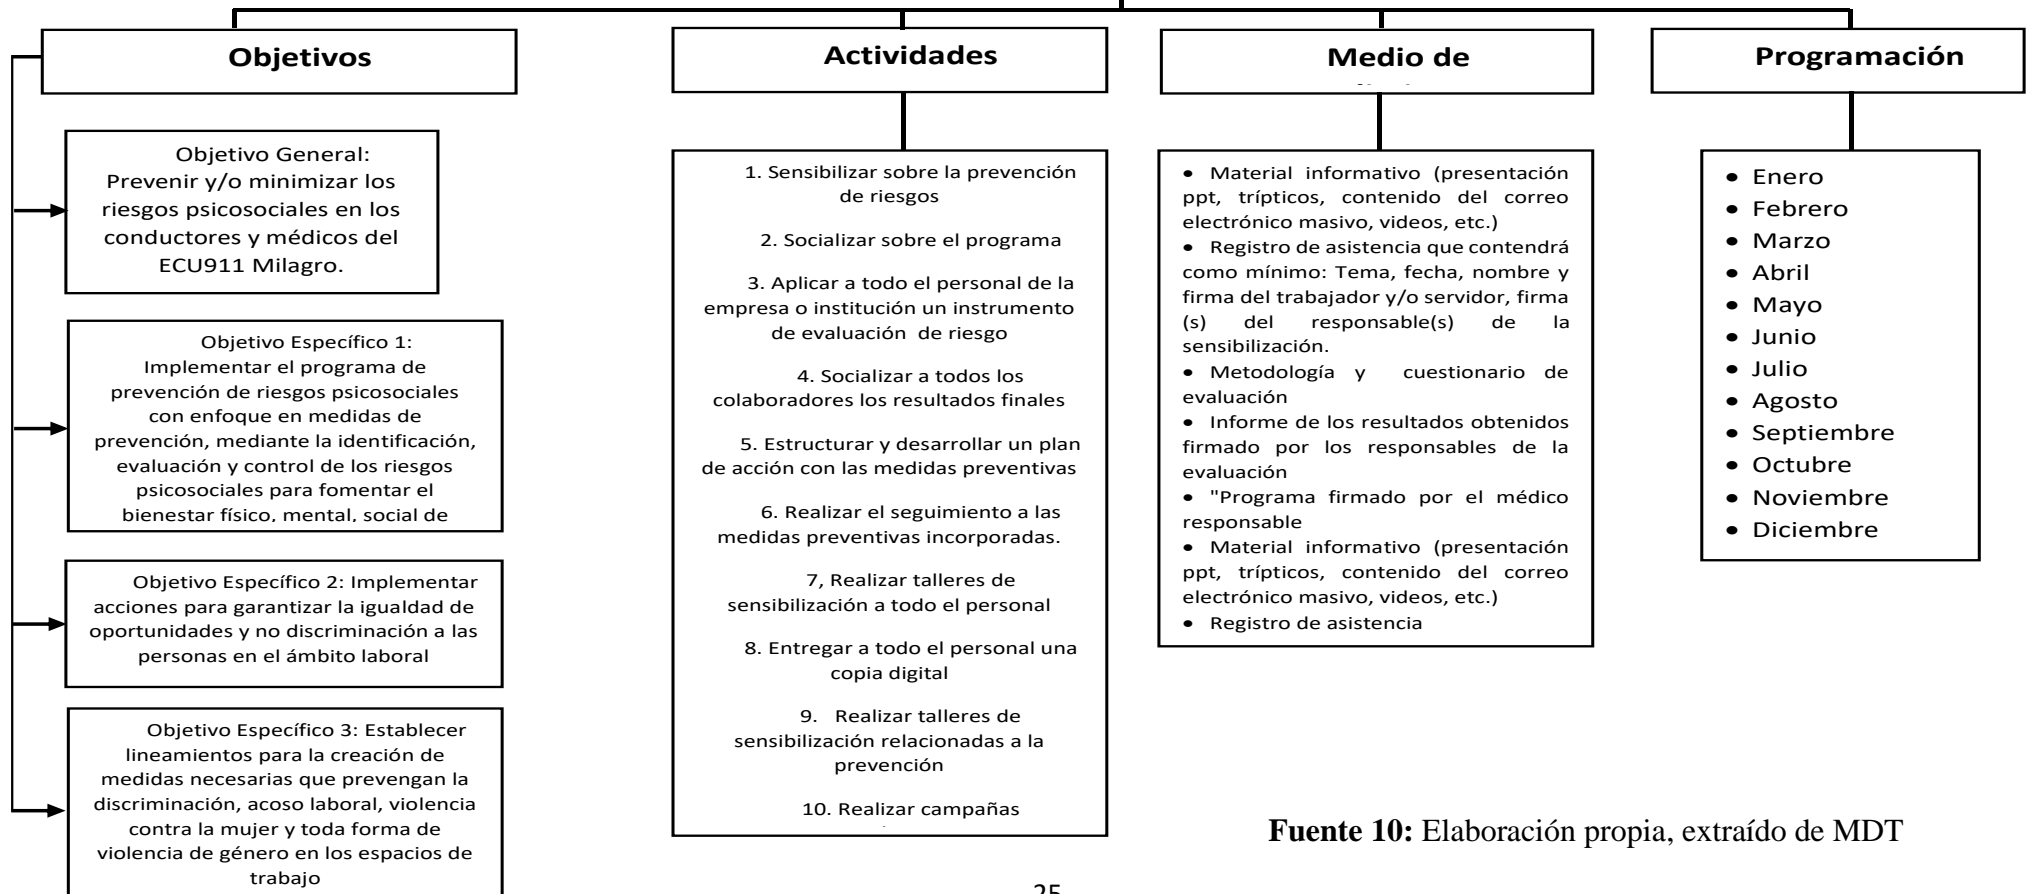 Objetivos
Objetivo General:
Prevenir y/o minimizar los
riesgos psicosociales en los
conductores y médicos del
ECU911 Milagro.
Objetivo Específico 1:
Implementar el programa de
prevención de riesgos psicosociales
con enfoque en medidas de
prevención, mediante la identificación,
evaluación y control de los riesgos
psicosociales para fomentar el
bienestar físico, mental, social de
Objetivo Específico 2: Implementar
acciones para garantizar la igualdad de
oportunidades y no discriminación a las
personas en el ámbito laboral
Objetivo Específico 3: Establecer
lineamientos para la creación de
medidas necesarias que prevengan la
discriminación, acoso laboral, violencia
contra la mujer y toda forma de
violencia de género en los espacios de
trabajo
Actividades
1. Sensibilizar sobre la prevención
de riesgos
2. Socializar sobre el programa
3. Aplicar a todo el personal de la
empresa o institución un instrumento
de evaluación de riesgo
4. Socializar a todos los
colaboradores los resultados finales
5. Estructurar y desarrollar un plan
de acción con las medidas preventivas
6. Realizar el seguimiento a las
medidas preventivas incorporadas.
7, Realizar talleres de
sensibilización a todo el personal
8. Entregar a todo el personal una
copia digital
9. Realizar talleres de
sensibilización relacionadas a la
prevención
10. Realizar campañas
Medio de
• Material informativo (presentación
ppt, trípticos, contenido del correo
electrónico masivo, videos, etc.)
• Registro de asistencia que contendrá
como mínimo: Tema, fecha, nombre y
firma del trabajador y/o servidor, firma
(s) del responsable(s) de la
sensibilización.
• Metodología y cuestionario de
evaluación
• Informe de los resultados obtenidos
firmado por los responsables de la
evaluación
• "Programa firmado por el médico
responsable
• Material informativo (presentación
ppt, trípticos, contenido del correo
electrónico masivo, videos, etc.)
• Registro de asistencia
Programación
• Enero
• Febrero
• Marzo
• Abril
• Mayo
• Junio
• Julio
• Agosto
• Septiembre
• Octubre
• Noviembre
• Diciembre
Fuente 10: Elaboración propia, extraído de MDT
25